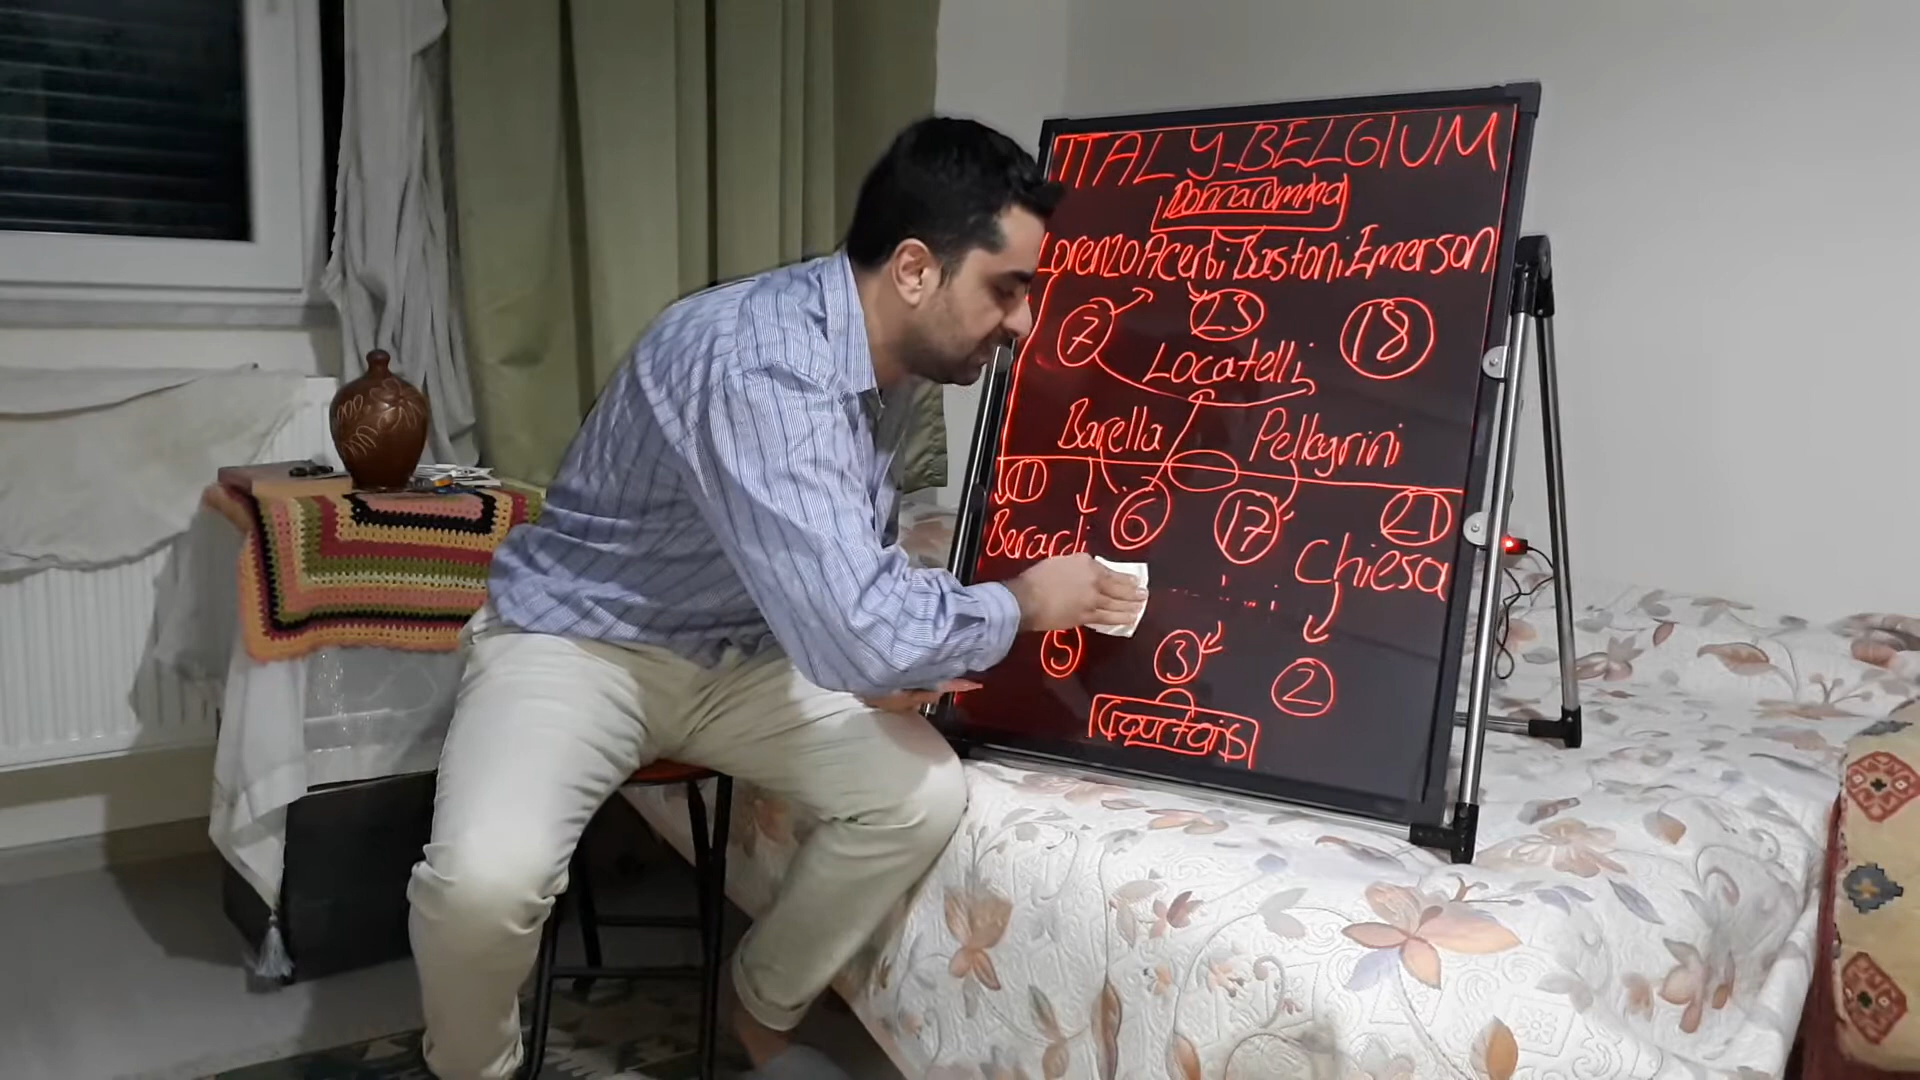 ITALY-BELGIUM
Donnarumma
Lorenzo Acerbi Bastoni Emerson
7 23 18
Locatelli
Barella Pellegrini
11 6 17 21
Berardi Chiesa
5 3 2
Courtois